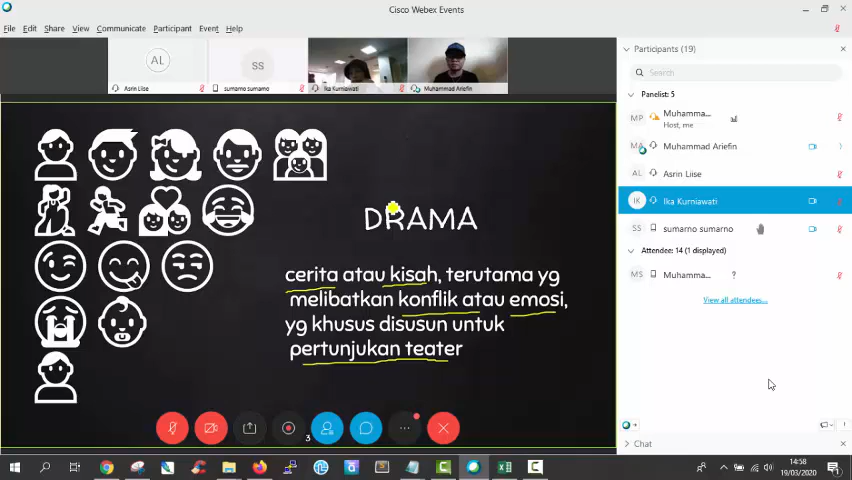 Cisco Webex Events
File Edit Share View Communicate Participant Event Help
AL
SS
Asrin Liise
sumarno sumarno
Ika Kurniawati
Muhammad Ariefin
DRAMA
cerita atau kisah, terutama yg
melibatkan konflik atau emosi,
yg khusus disusun untuk
pertunjukan teater
3
Participants (19)
Search
Panelist: 5
MP Muhamma...
Host, me
MA Muhammad Ariefin
AL Asrin Liise
IK Ika Kurniawati
SS sumarno sumarno
Attendee: 14 (1 displayed)
MS Muhamma... ?
View all attendees...
Chat
14:58
19/03/2020